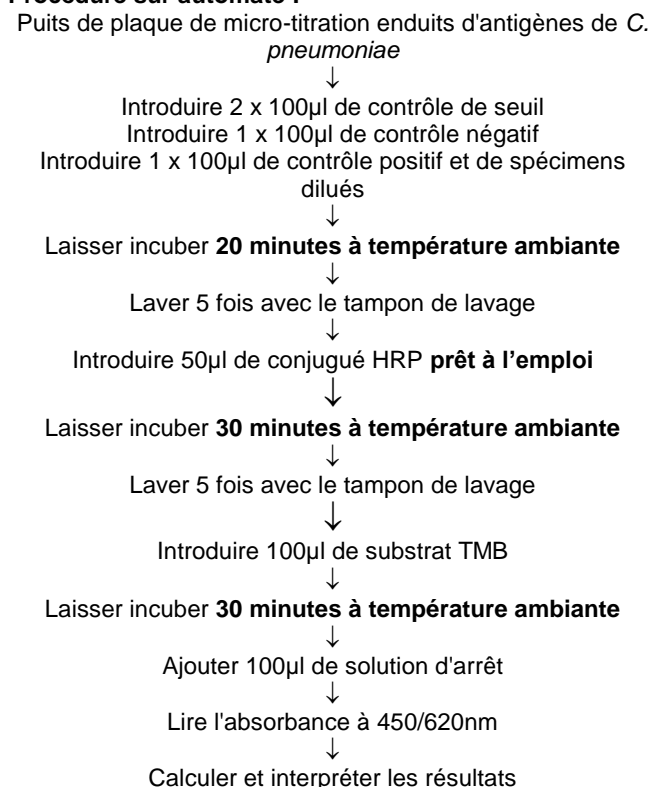 Procédure sur automate :
Puits de plaque de micro-titration enduits d'antigènes de C.
pneumoniae
↓
Introduire 2 x 100µl de contrôle de seuil
Introduire 1 x 100µl de contrôle négatif
Introduire 1 x 100µl de contrôle positif et de spécimens
dilués
↓
Laisser incuber 20 minutes à température ambiante
↓
Laver 5 fois avec le tampon de lavage
↓
Introduire 50µl de conjugué HRP prêt à l’emploi
↓
Laisser incuber 30 minutes à température ambiante
↓
Laver 5 fois avec le tampon de lavage
↓
Introduire 100µl de substrat TMB
↓
Laisser incuber 30 minutes à température ambiante
↓
Ajouter 100µl de solution d'arrêt
↓
Lire l'absorbance à 450/620nm
↓
Calculer et interpréter les résultats